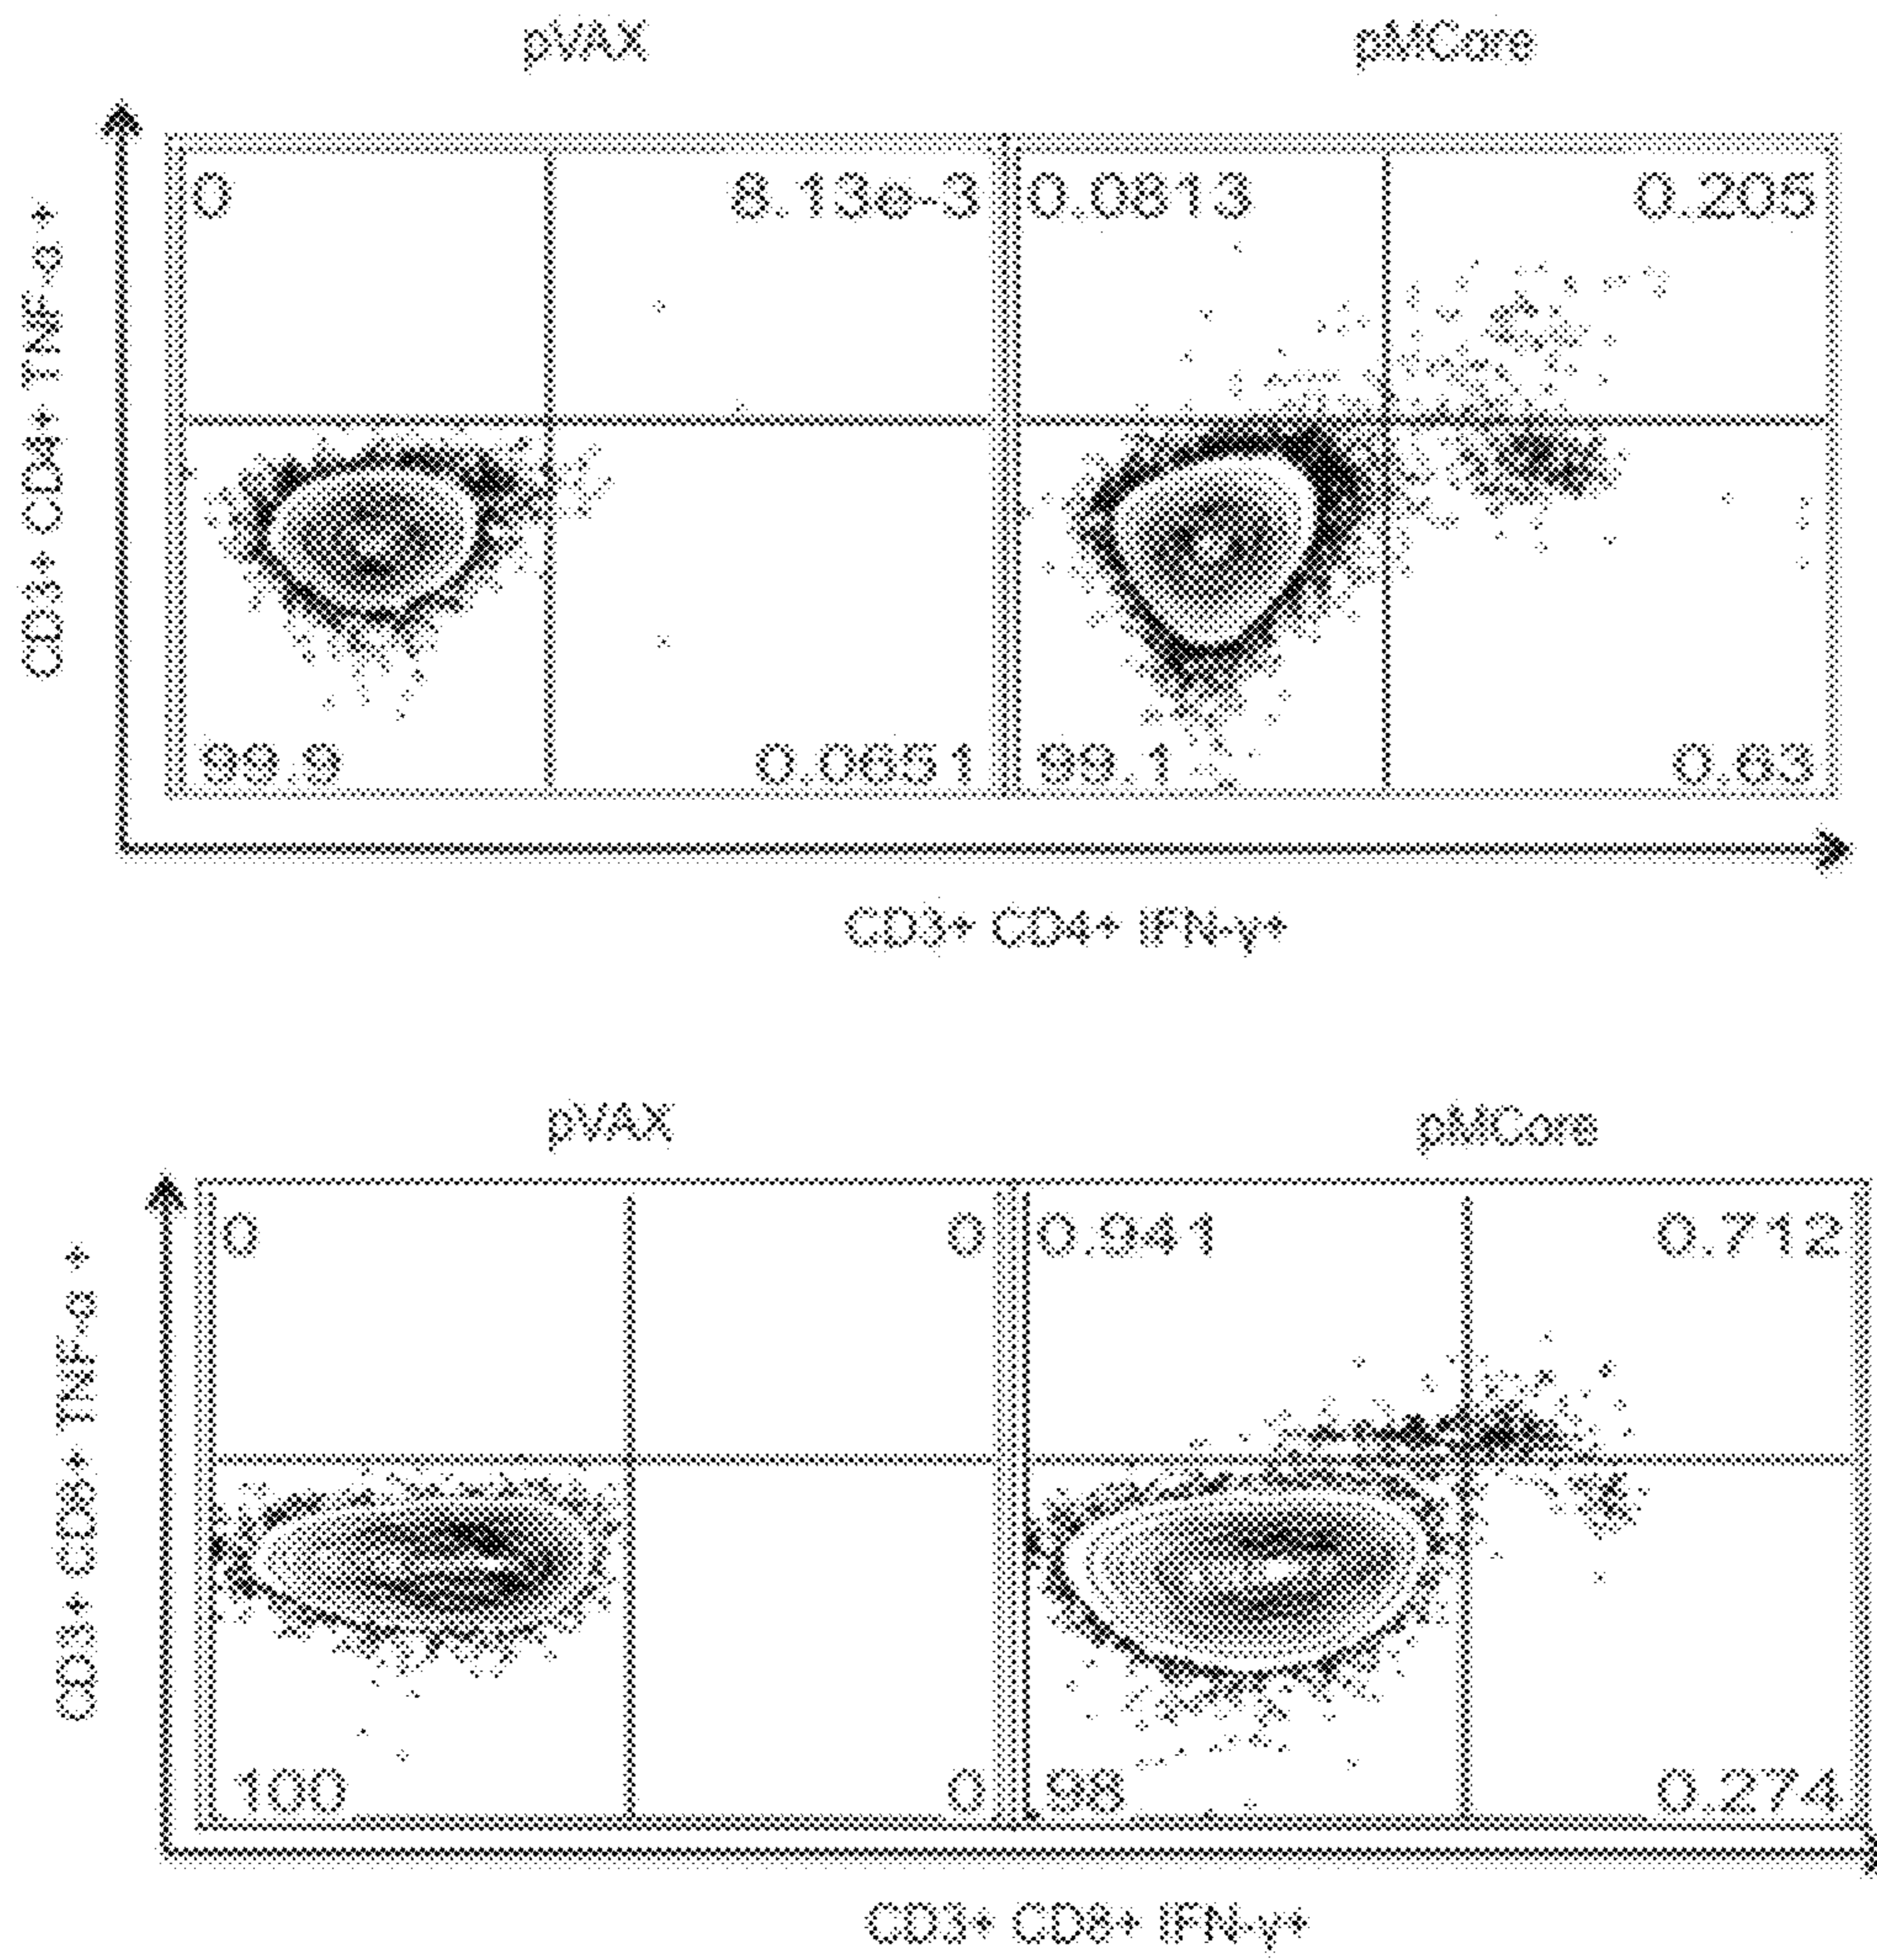 pVAX pMCore
0 8.13e-3 0.0813 0.205
CD3+ CD4+ TNF-α +
99.9 0.0651 99.1 0.63
CD3+ CD4+ IFN-γ+
pVAX pMCore
0 0 0.941 0.712
CD3+ CD8+ TNF-α +
100 0 98 0.274
CD3+ CD8+ IFN-γ+